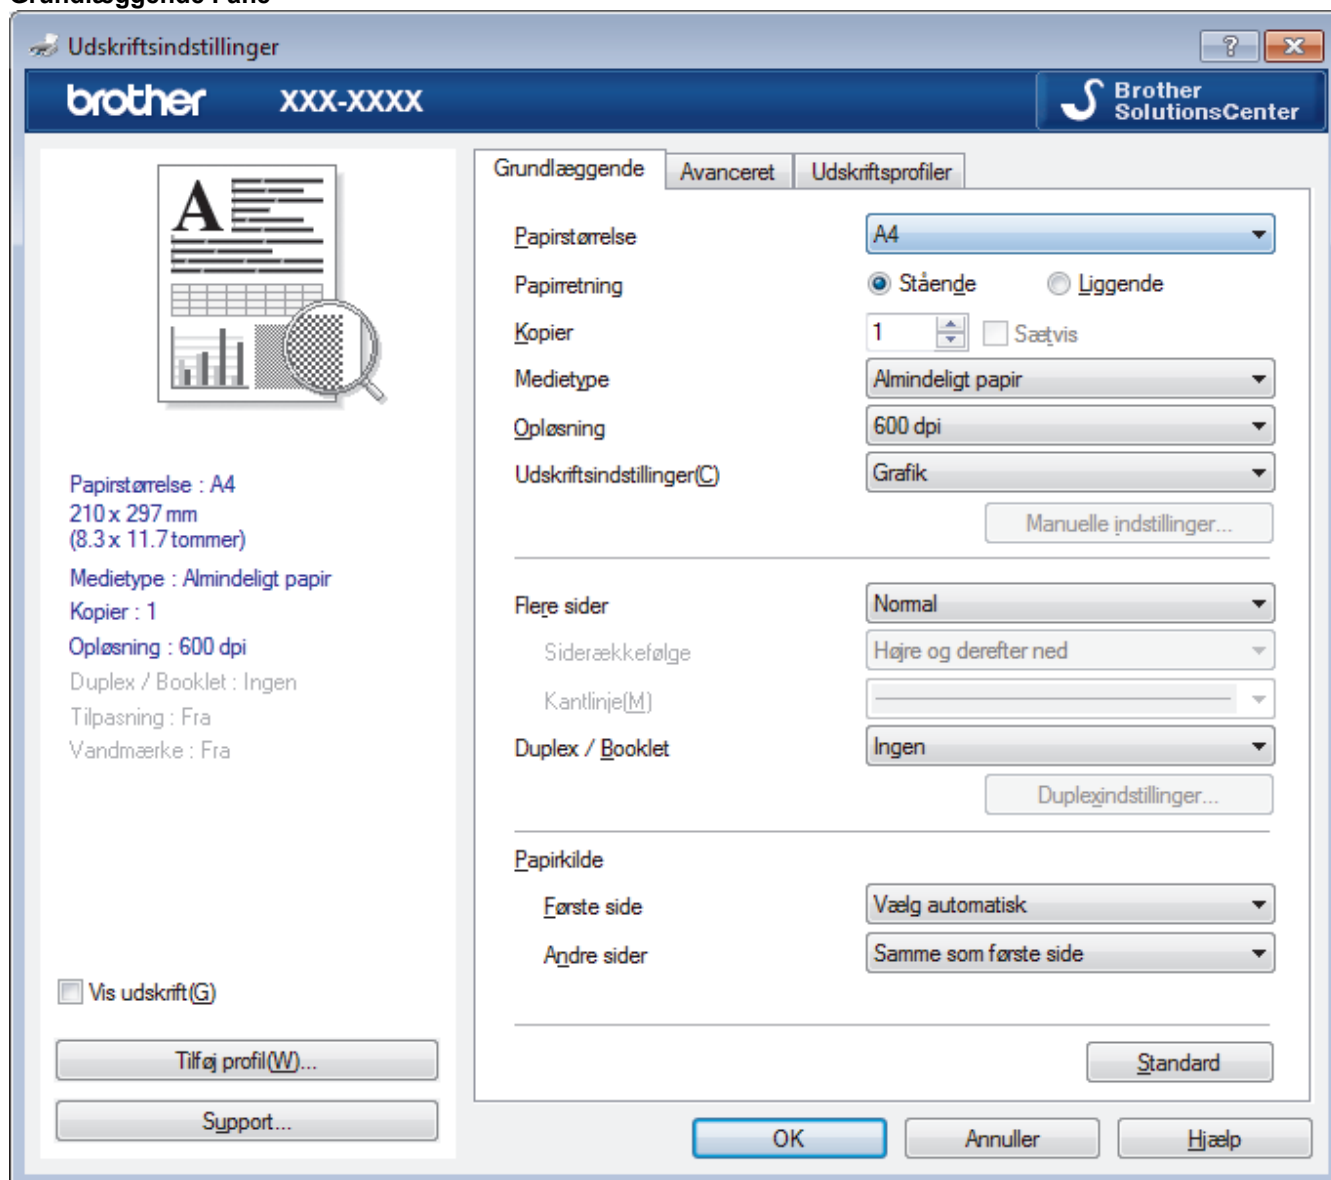 Udskriftsindstillinger
brother XXX-XXXX
Brother
SolutionsCenter
A
Papirstørrelse : A4
210 x 297 mm
(8.3 x 11.7 tommer)
Medietype : Almindeligt papir
Kopier : 1
Opløsning : 600 dpi
Duplex / Booklet : Ingen
Tilpasning : Fra
Vandmærke : Fra
Vis udskrift(G)
Tilføj profil(W)...
Support...
Grundlæggende Avanceret Udskriftsprofiler
Papirstørrelse A4
Papirretning Stående Liggende
Kopier 1 Sætvis
Medietype Almindeligt papir
Opløsning 600 dpi
Udskriftsindstillinger(C) Grafik
Manuelle indstillinger...
Flere sider Normal
Siderækkefølge Højre og derefter ned
Kantlinje(M)
Duplex / Booklet Ingen
Duplexindstillinger...
Papirkilde
Første side Vælg automatisk
Andre sider Samme som første side
Standard
OK Annuller Hjælp